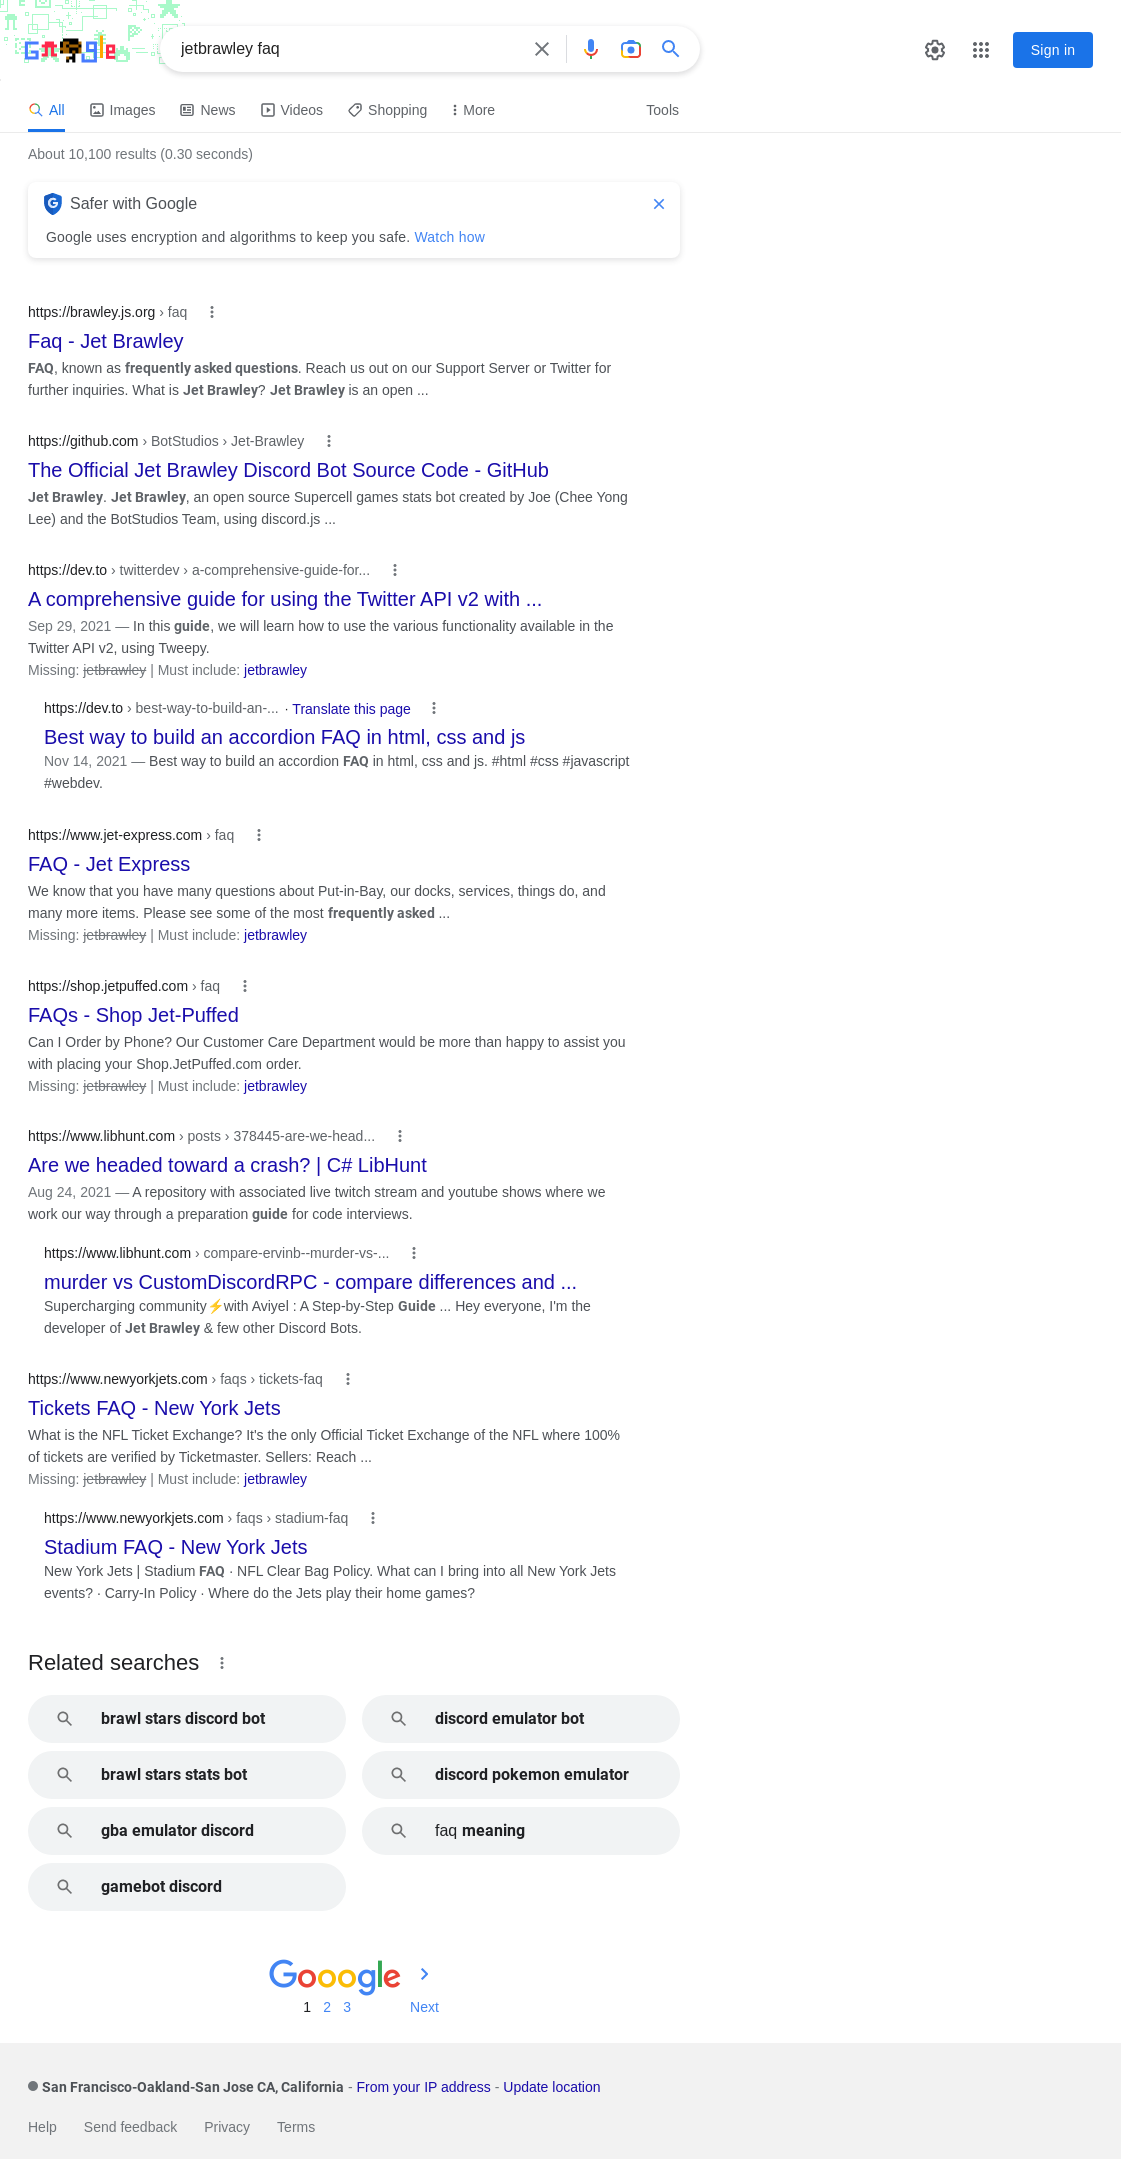 Google
jetbrawley faq
Sign in
All
Images
News
Videos
Shopping
More
Tools
About 10,100 results (0.30 seconds)
Safer with Google
Google uses encryption and algorithms to keep you safe. Watch how
https://brawley.js.org › faq
Faq - Jet Brawley
FAQ, known as frequently asked questions. Reach us out on our Support Server or Twitter for
further inquiries. What is Jet Brawley? Jet Brawley is an open ...
https://github.com › BotStudios › Jet-Brawley
The Official Jet Brawley Discord Bot Source Code - GitHub
Jet Brawley. Jet Brawley, an open source Supercell games stats bot created by Joe (Chee Yong
Lee) and the BotStudios Team, using discord.js ...
https://dev.to › twitterdev › a-comprehensive-guide-for...
A comprehensive guide for using the Twitter API v2 with ...
Sep 29, 2021 — In this guide, we will learn how to use the various functionality available in the
Twitter API v2, using Tweepy.
Missing: jetbrawley | Must include: jetbrawley
https://dev.to › best-way-to-build-an-... · Translate this page
Best way to build an accordion FAQ in html, css and js
Nov 14, 2021 — Best way to build an accordion FAQ in html, css and js. #html #css #javascript
#webdev.
https://www.jet-express.com › faq
FAQ - Jet Express
We know that you have many questions about Put-in-Bay, our docks, services, things do, and
many more items. Please see some of the most frequently asked ...
Missing: jetbrawley | Must include: jetbrawley
https://shop.jetpuffed.com › faq
FAQs - Shop Jet-Puffed
Can I Order by Phone? Our Customer Care Department would be more than happy to assist you
with placing your Shop.JetPuffed.com order.
Missing: jetbrawley | Must include: jetbrawley
https://www.libhunt.com › posts › 378445-are-we-head...
Are we headed toward a crash? | C# LibHunt
Aug 24, 2021 — A repository with associated live twitch stream and youtube shows where we
work our way through a preparation guide for code interviews.
https://www.libhunt.com › compare-ervinb--murder-vs-...
murder vs CustomDiscordRPC - compare differences and ...
Supercharging community⚡with Aviyel : A Step-by-Step Guide ... Hey everyone, I'm the
developer of Jet Brawley & few other Discord Bots.
https://www.newyorkjets.com › faqs › tickets-faq
Tickets FAQ - New York Jets
What is the NFL Ticket Exchange? It's the only Official Ticket Exchange of the NFL where 100%
of tickets are verified by Ticketmaster. Sellers: Reach ...
Missing: jetbrawley | Must include: jetbrawley
https://www.newyorkjets.com › faqs › stadium-faq
Stadium FAQ - New York Jets
New York Jets | Stadium FAQ · NFL Clear Bag Policy. What can I bring into all New York Jets
events? · Carry-In Policy · Where do the Jets play their home games?
Related searches
brawl stars discord bot
discord emulator bot
brawl stars stats bot
discord pokemon emulator
gba emulator discord
faq meaning
gamebot discord
Gooogle
1 2 3 Next
San Francisco-Oakland-San Jose CA, California - From your IP address - Update location
Help
Send feedback
Privacy
Terms